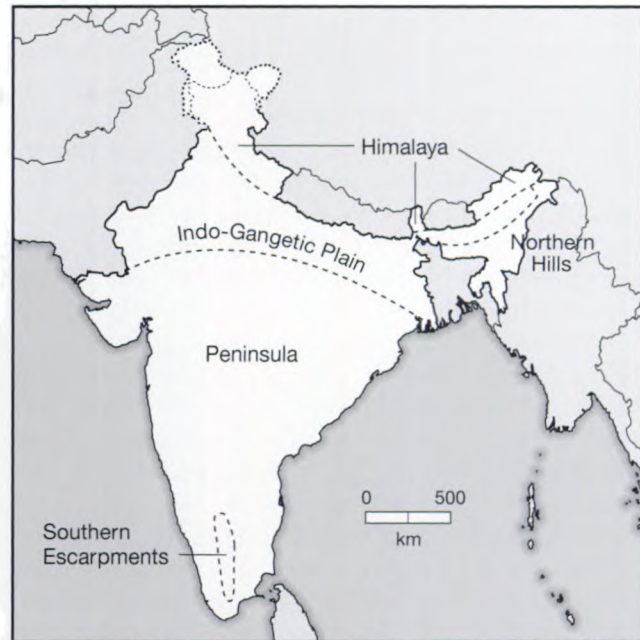 Himalaya
Indo-Gangetic Plain
Northern
Hills
Peninsula
0 500
km
Southern
Escarpments